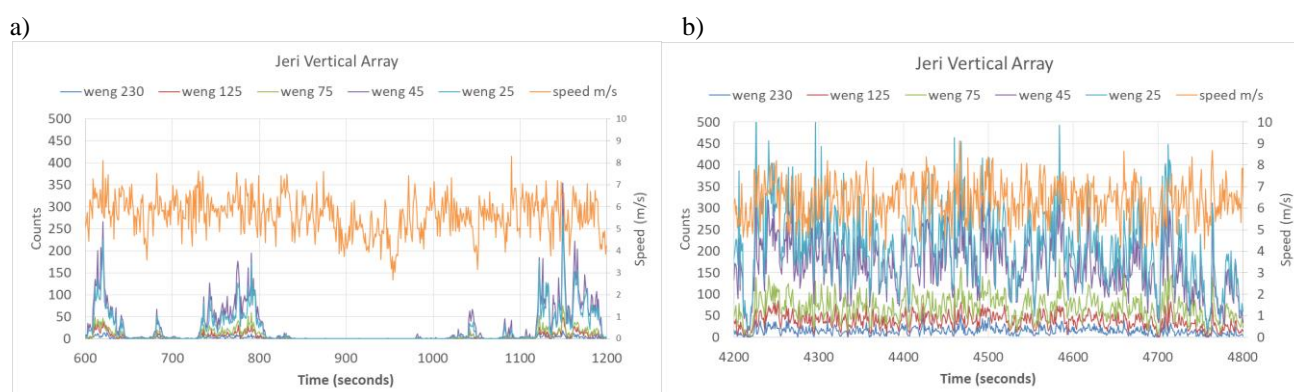 a)
b)
Jeri Vertical Array
weng 230 weng 125 weng 75 weng 45 weng 25 speed m/s
500 10
450 9
400 8
350 7
300 6
250 5
200 4
150 3
100 2
50 1
0 0
Counts
Speed (m/s)
600 700 800 900 1000 1100 1200
Time (seconds)
Jeri Vertical Array
weng 230 weng 125 weng 75 weng 45 weng 25 speed m/s
500 10
450 9
400 8
350 7
300 6
250 5
200 4
150 3
100 2
50 1
0 0
Counts
Speed (m/s)
4200 4300 4400 4500 4600 4700 4800
Time (seconds)